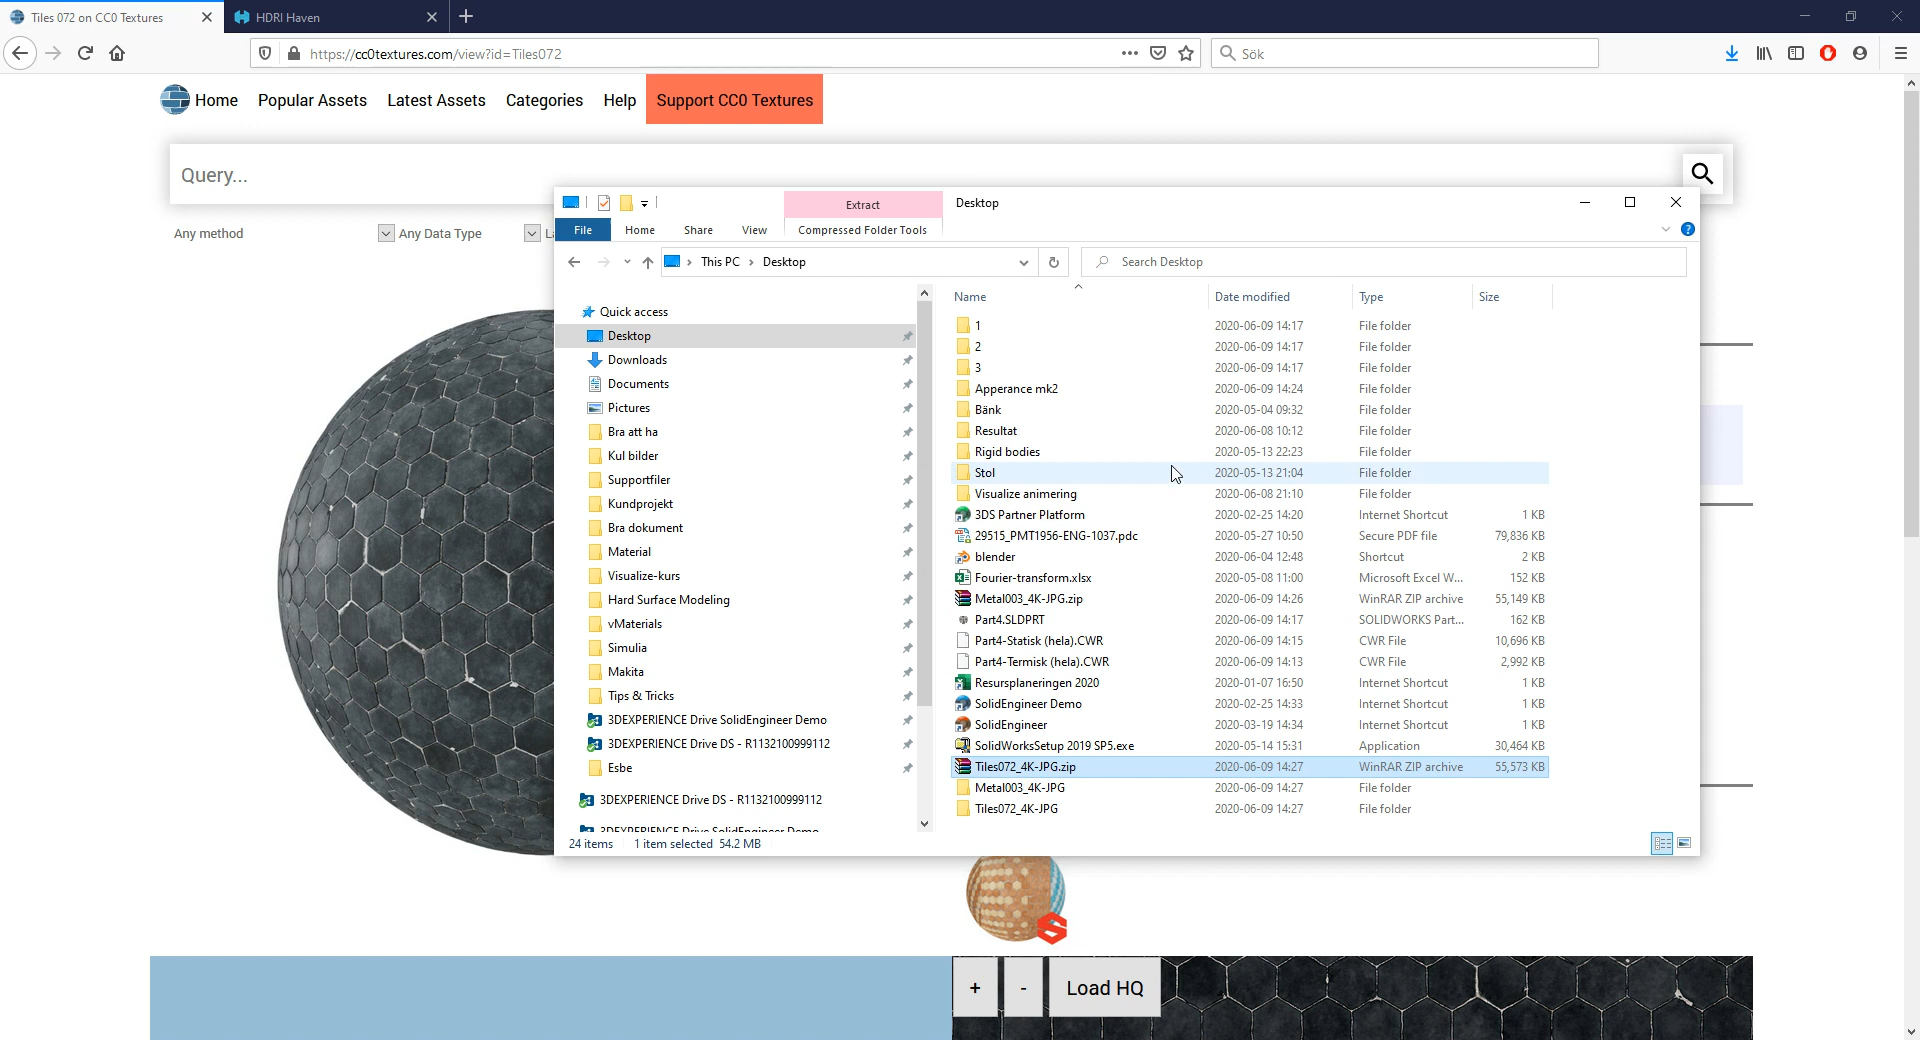 Tiles 072 on CC0 Textures
HDRI Haven
https://cc0textures.com/view?id=Tiles072
Sök
Home
Popular Assets
Latest Assets
Categories
Help
Support CC0 Textures
Query...
Any method
Any Data Type
Extract
Desktop
File
Home
Share
View
Compressed Folder Tools
This PC
Desktop
Search Desktop
Quick access
Desktop
Downloads
Documents
Pictures
Bra att ha
Kul bilder
Supportfiler
Kundprojekt
Bra dokument
Material
Visualize-kurs
Hard Surface Modeling
vMaterials
Simulia
Makita
Tips & Tricks
3DEXPERIENCE Drive SolidEngineer Demo
3DEXPERIENCE Drive DS - R1132100999112
Esbe
3DEXPERIENCE Drive DS - R1132100999112
3DEXPERIENCE Drive SolidEngineer Demo
Name Date modified Type Size
1 2020-06-09 14:17 File folder
2 2020-06-09 14:17 File folder
3 2020-06-09 14:17 File folder
Apperance mk2 2020-06-09 14:24 File folder
Bänk 2020-05-04 09:32 File folder
Resultat 2020-06-08 10:12 File folder
Rigid bodies 2020-05-13 22:23 File folder
Stol 2020-05-13 21:04 File folder
Visualize animering 2020-06-08 21:10 File folder
3DS Partner Platform 2020-02-25 14:20 Internet Shortcut 1 KB
29515_PMT1956-ENG-1037.pdc 2020-05-27 10:50 Secure PDF file 79,836 KB
blender 2020-06-04 12:48 Shortcut 2 KB
Fourier-transform.xlsx 2020-05-08 11:00 Microsoft Excel W... 152 KB
Metal003_4K-JPG.zip 2020-06-09 14:26 WinRAR ZIP archive 55,149 KB
Part4.SLDPRT 2020-06-09 14:17 SOLIDWORKS Part... 162 KB
Part4-Statisk (hela).CWR 2020-06-09 14:15 CWR File 10,696 KB
Part4-Termisk (hela).CWR 2020-06-09 14:13 CWR File 2,992 KB
Resursplaneringen 2020 2020-01-07 16:50 Internet Shortcut 1 KB
SolidEngineer Demo 2020-02-25 14:33 Internet Shortcut 1 KB
SolidEngineer 2020-03-19 14:34 Internet Shortcut 1 KB
SolidWorksSetup 2019 SP5.exe 2020-05-14 15:31 Application 30,464 KB
Tiles072_4K-JPG.zip 2020-06-09 14:27 WinRAR ZIP archive 55,573 KB
Metal003_4K-JPG 2020-06-09 14:27 File folder
Tiles072_4K-JPG 2020-06-09 14:27 File folder
24 items 1 item selected 54.2 MB
+ - Load HQ